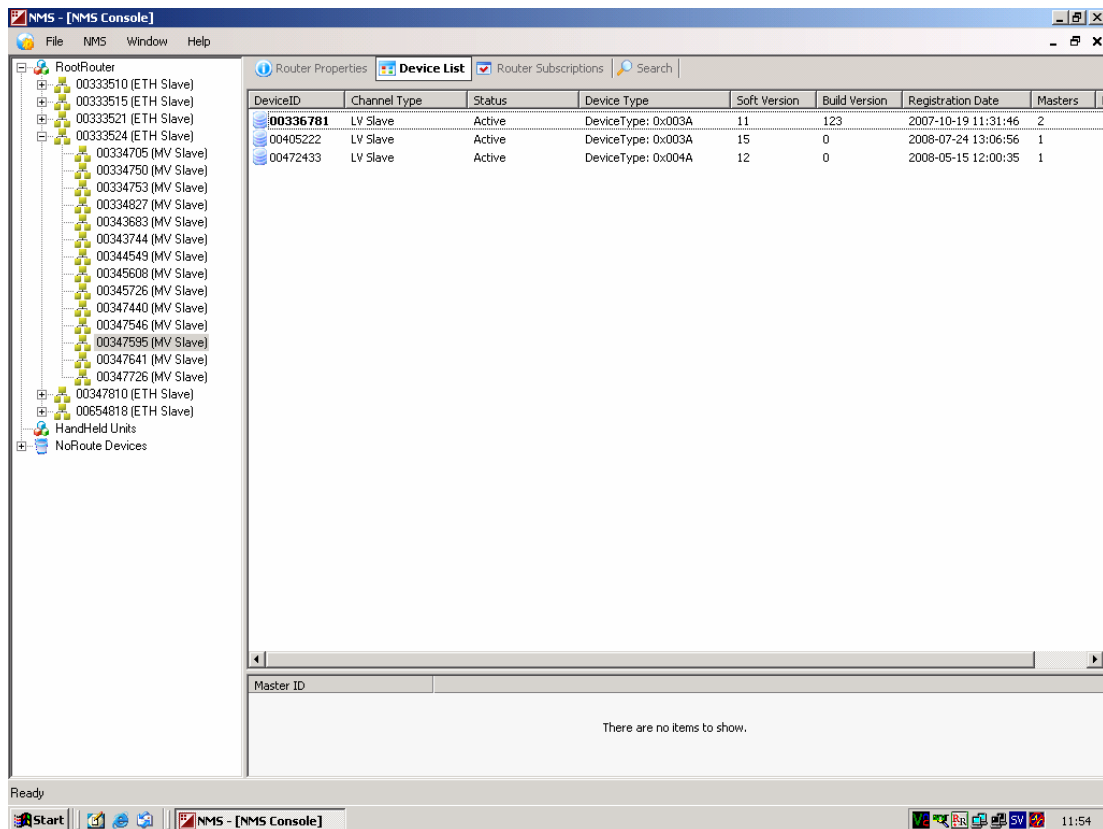 NMS - [NMS Console]
File NMS Window Help
RootRouter
00333510 (ETH Slave)
00333515 (ETH Slave)
00333521 (ETH Slave)
00333524 (ETH Slave)
00334705 (MV Slave)
00334750 (MV Slave)
00334753 (MV Slave)
00334827 (MV Slave)
00343683 (MV Slave)
00343744 (MV Slave)
00344549 (MV Slave)
00345608 (MV Slave)
00345726 (MV Slave)
00347440 (MV Slave)
00347546 (MV Slave)
00347595 (MV Slave)
00347641 (MV Slave)
00347726 (MV Slave)
00347810 (ETH Slave)
00654818 (ETH Slave)
HandHeld Units
NoRoute Devices
Router Properties Device List Router Subscriptions Search
DeviceID Channel Type Status Device Type Soft Version Build Version Registration Date Masters
00336781 LV Slave Active DeviceType: 0x003A 11 123 2007-10-19 11:31:46 2
00405222 LV Slave Active DeviceType: 0x003A 15 0 2008-07-24 13:06:56 1
00472433 LV Slave Active DeviceType: 0x004A 12 0 2008-05-15 12:00:35 1
Master ID
There are no items to show.
Ready
Start NMS - [NMS Console] SV 11:54